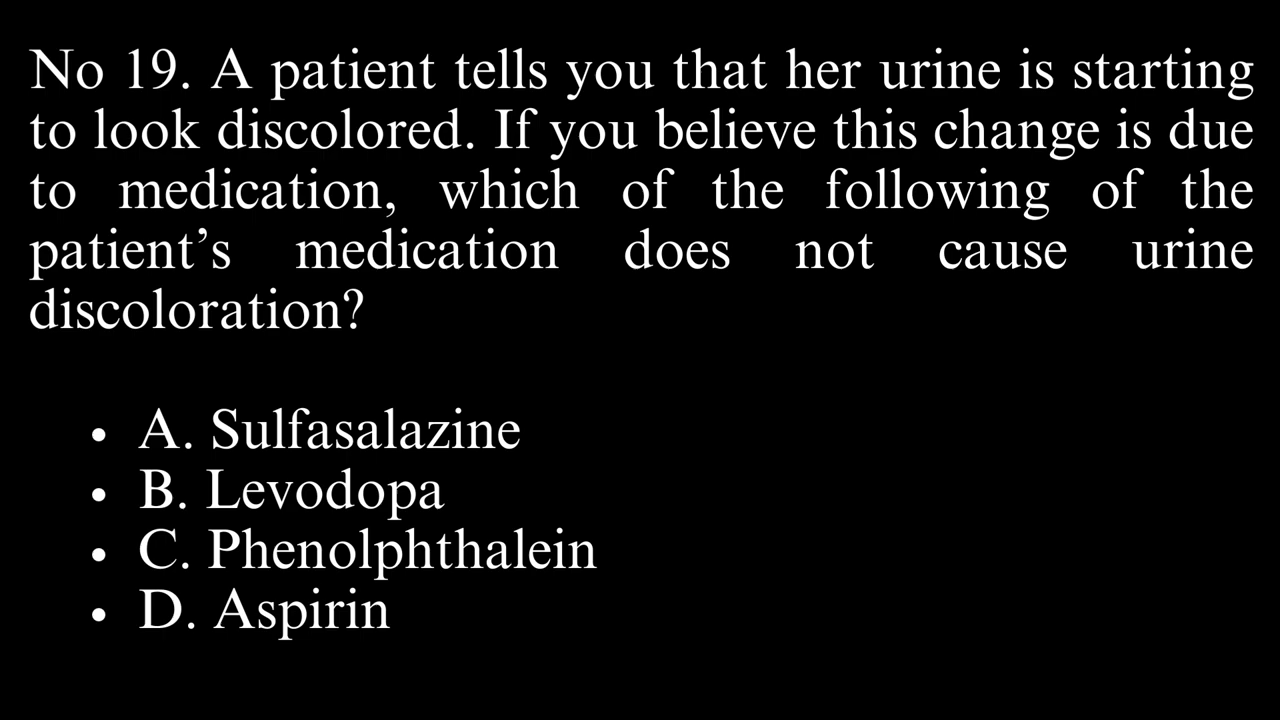 No 19. A patient tells you that her urine is starting
to look discolored. If you believe this change is due
to medication, which of the following of the
patient’s medication does not cause urine
discoloration?
• A. Sulfasalazine
• B. Levodopa
• C. Phenolphthalein
• D. Aspirin